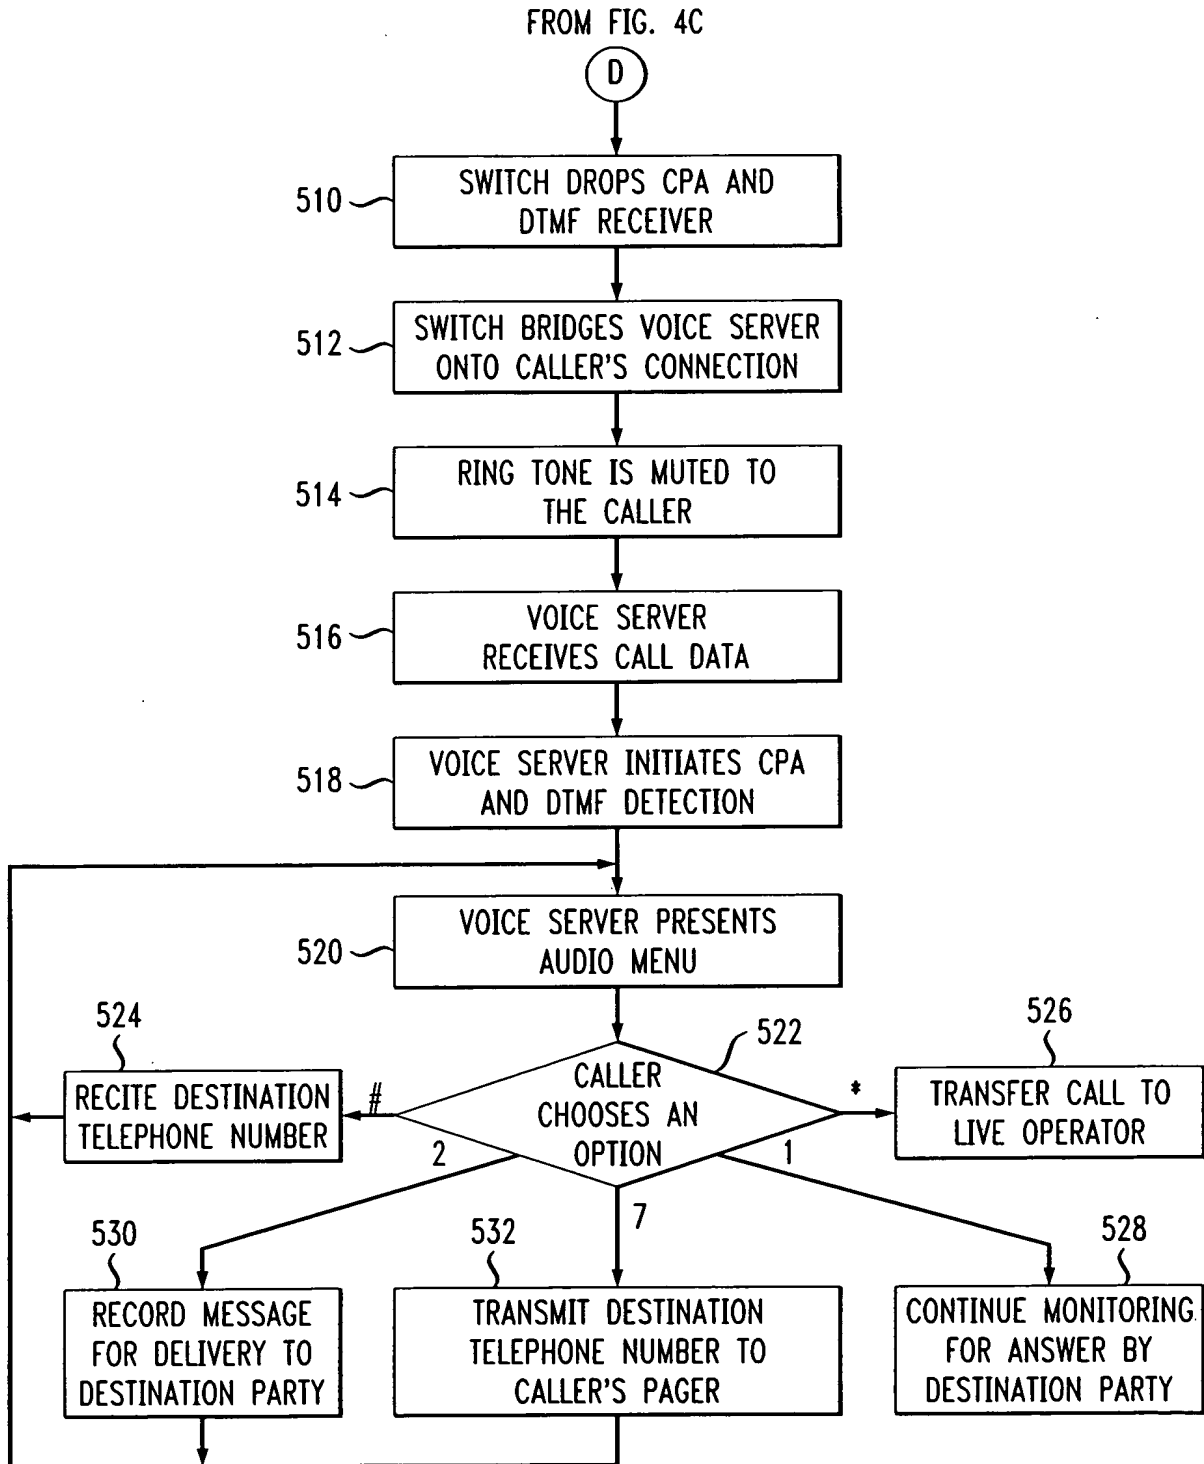 FROM FIG. 4C
D
510
SWITCH DROPS CPA AND
DTMF RECEIVER
512
SWITCH BRIDGES VOICE SERVER
ONTO CALLER'S CONNECTION
514
RING TONE IS MUTED TO
THE CALLER
516
VOICE SERVER
RECEIVES CALL DATA
518
VOICE SERVER INITIATES CPA
AND DTMF DETECTION
520
VOICE SERVER PRESENTS
AUDIO MENU
522
CALLER
CHOOSES AN
OPTION
524
RECITE DESTINATION
TELEPHONE NUMBER
#
*
526
TRANSFER CALL TO
LIVE OPERATOR
2
7
1
530
RECORD MESSAGE
FOR DELIVERY TO
DESTINATION PARTY
532
TRANSMIT DESTINATION
TELEPHONE NUMBER TO
CALLER'S PAGER
528
CONTINUE MONITORING
FOR ANSWER BY
DESTINATION PARTY